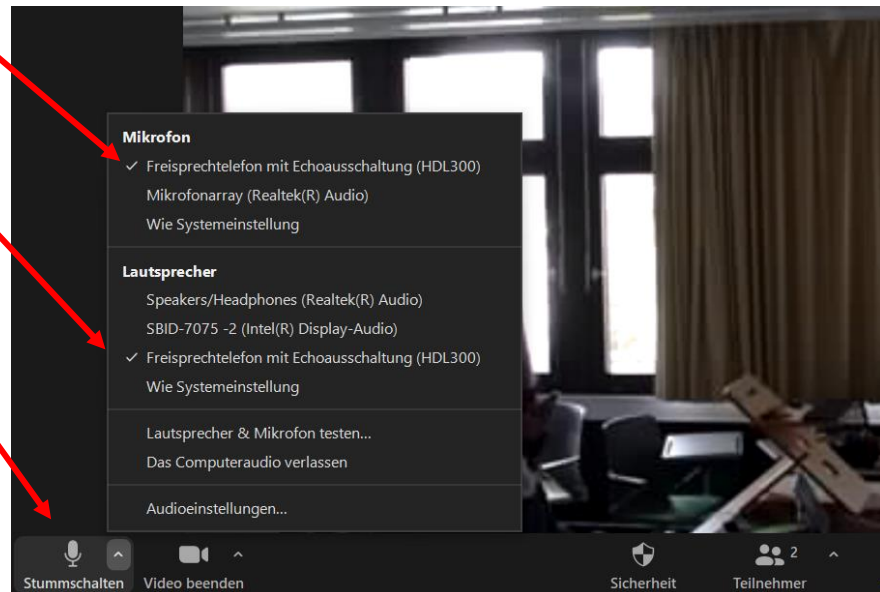 Mikrofon
Freisprechtelefon mit Echoausschaltung (HDL300)
Mikrofonarray (Realtek(R) Audio)
Wie Systemeinstellung
Lautsprecher
Speakers/Headphones (Realtek(R) Audio)
SBID-7075 -2 (Intel(R) Display-Audio)
Freisprechtelefon mit Echoausschaltung (HDL300)
Wie Systemeinstellung
Lautsprecher & Mikrofon testen...
Das Computeraudio verlassen
Audioeinstellungen...
2
Stummschalten Video beenden Sicherheit Teilnehmer